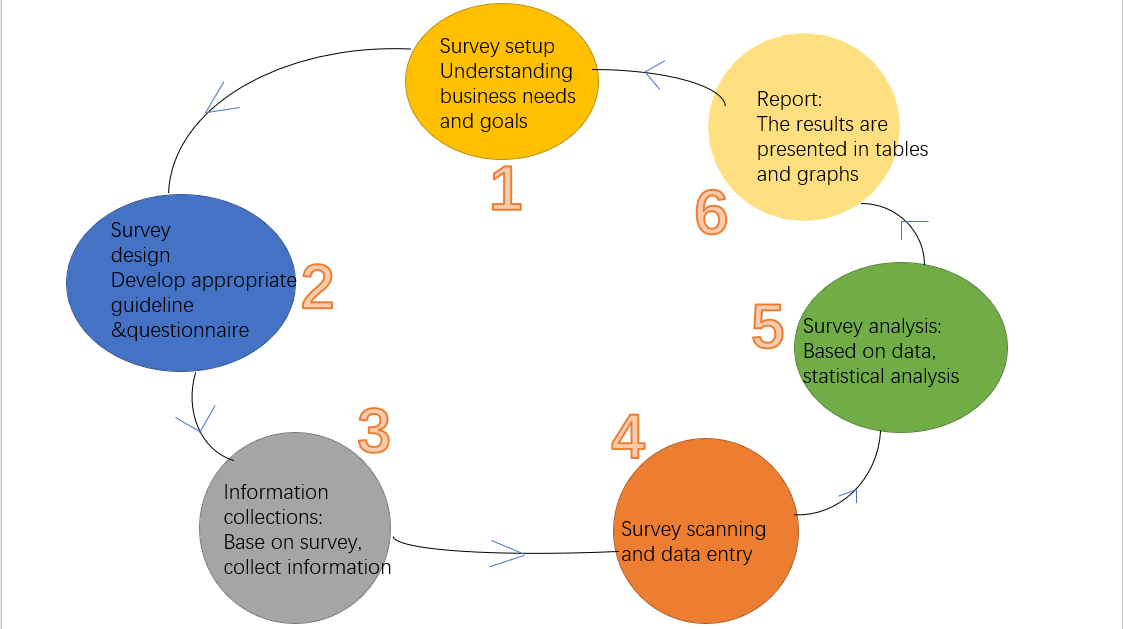 Survey setup
Understanding
business needs
and goals
1
Survey
design
Develop appropriate
guideline
&questionnaire
2
Information
collections:
Base on survey,
collect information
3
Survey scanning
and data entry
4
Survey analysis:
Based on data,
statistical analysis
5
Report:
The results are
presented in tables
and graphs
6